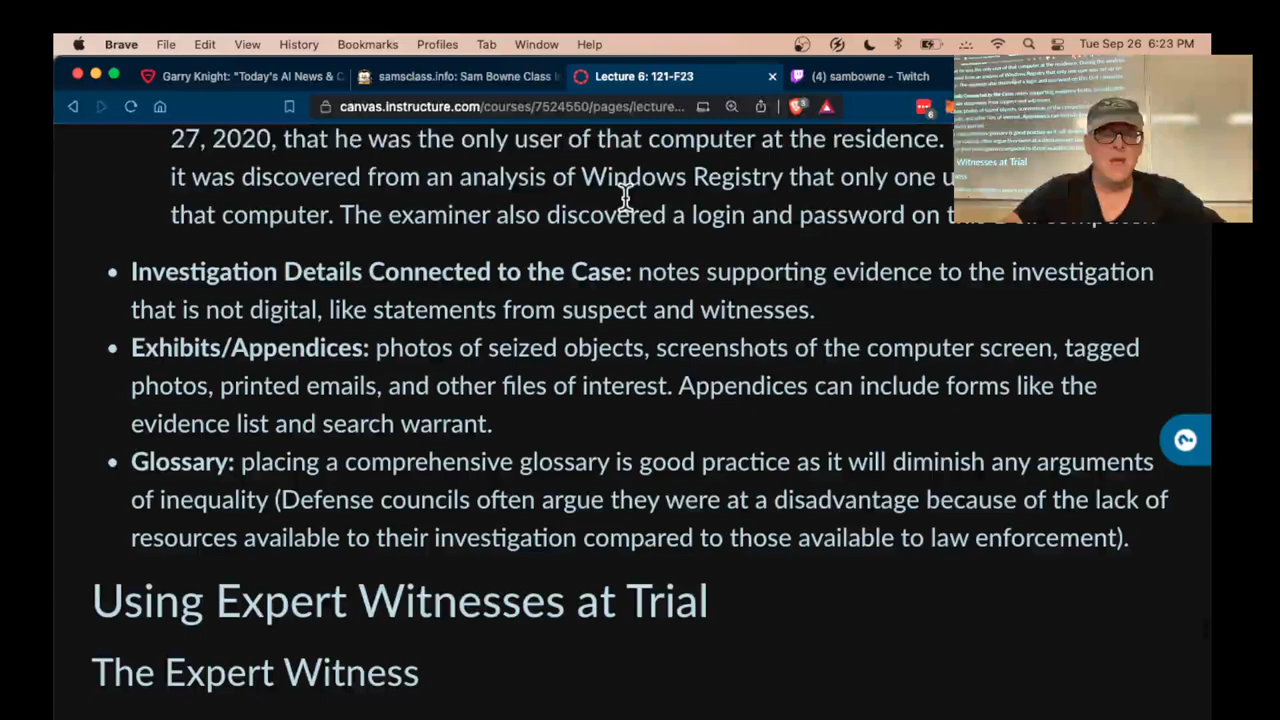 Brave File Edit View History Bookmarks Profiles Tab Window Help Tue Sep 26 6:23 PM
Garry Knight: "Today's AI News & C samsclass.info: Sam Bowne Class I Lecture 6: 121-F23 (4) sambowne - Twitch
canvas.instructure.com/courses/7524550/pages/lecture...
27, 2020, that he was the only user of that computer at the residence.
it was discovered from an analysis of Windows Registry that only one u
that computer. The examiner also discovered a login and password on
• Investigation Details Connected to the Case: notes supporting evidence to the investigation
that is not digital, like statements from suspect and witnesses.
• Exhibits/Appendices: photos of seized objects, screenshots of the computer screen, tagged
photos, printed emails, and other files of interest. Appendices can include forms like the
evidence list and search warrant.
• Glossary: placing a comprehensive glossary is good practice as it will diminish any arguments
of inequality (Defense councils often argue they were at a disadvantage because of the lack of
resources available to their investigation compared to those available to law enforcement).
Using Expert Witnesses at Trial
The Expert Witness
Witnesses at Trial